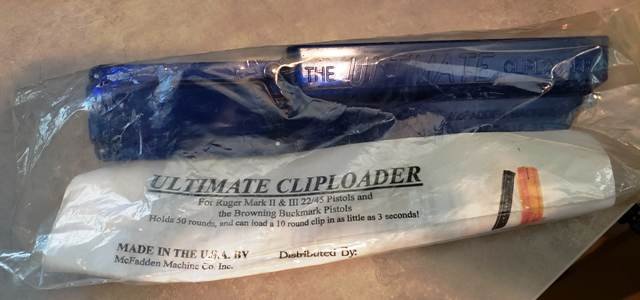 THE ULTIMATE CLIPLOADER
ULTIMATE CLIPLOADER
For Ruger Mark II & III 22/45 Pistols and
the Browning Buckmark Pistols
Holds 50 rounds, and can load a 10 round clip in as little as 3 seconds!
MADE IN THE U.S.A. BY
McFadden Machine Co. Inc.
Distributed By: